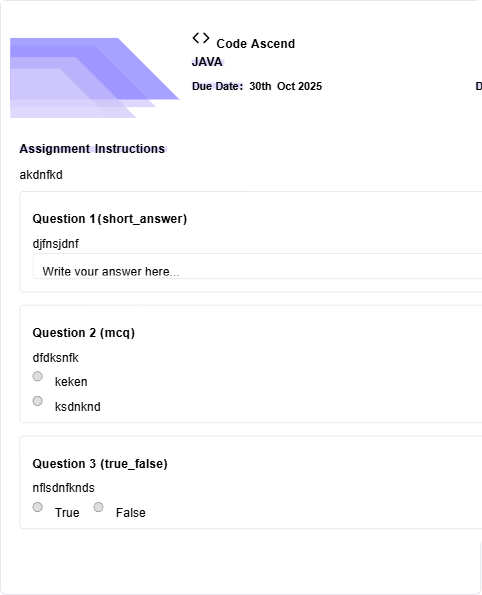 <> Code Ascend
JAVA
Due Date: 30th Oct 2025 D
Assignment Instructions
akdnfkd
Question 1 (short_answer)
djfnsjdnf
Write your answer here...
Question 2 (mcq)
dfdksnfk
keken
ksdnknd
Question 3 (true_false)
nflsdnfknds
True False